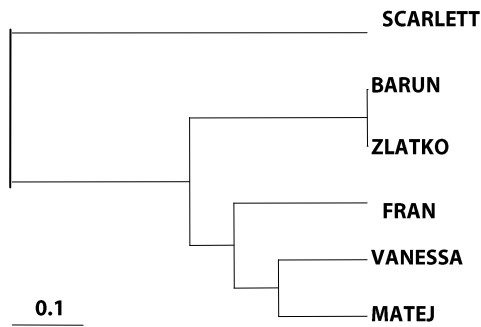 SCARLETT
BARUN
ZLATKO
FRAN
VANESSA
MATEJ
0.1